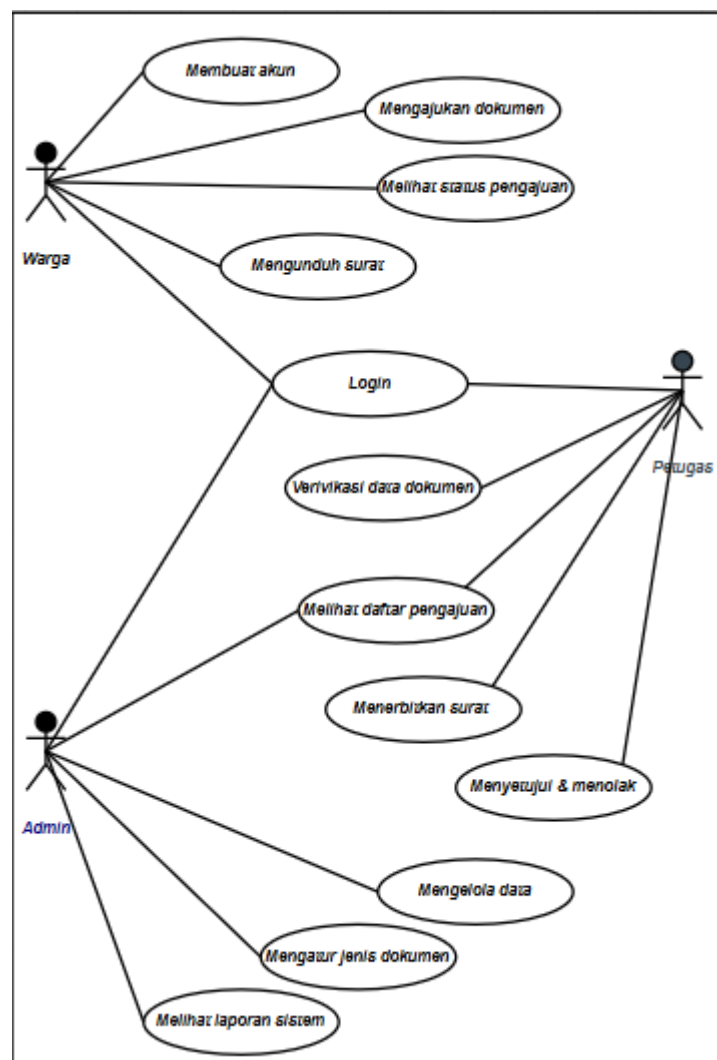 Membuat akun
Mengajukan dokumen
Melihat status pengajuan
Warga
Mengunduh surat
Login
Petugas
Verivikasi data dokumen
Melihat daftar pengajuan
Menerbitkan surat
Menyetujui & menolak
Admin
Mengelola data
Mengatur jenis dokumen
Melihat laporan sistem